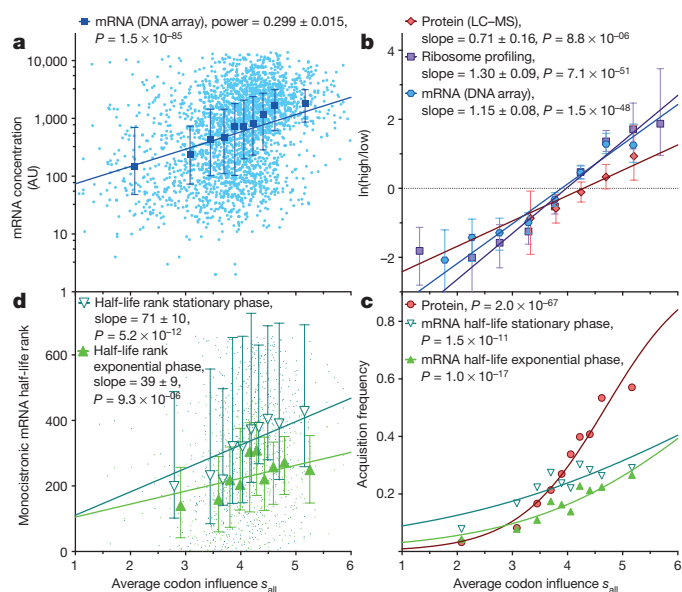 a
mRNA (DNA array), power = 0.299 ± 0.015,
P = 1.5 × 10⁻⁸⁵
10,000
1,000
100
10
1
mRNA concentration
(AU)
b
Protein (LC–MS)
slope = 0.71 ± 0.16, P = 8.8 × 10⁻⁰⁶
Ribosome profiling,
slope = 1.30 ± 0.09, P = 7.1 × 10⁻⁵¹
mRNA (DNA array),
slope = 1.15 ± 0.08, P = 1.5 × 10⁻⁴⁸
4
2
0
−2
ln(high/low)
d
Half-life rank stationary phase,
slope = 71 ± 10,
P = 5.2 × 10⁻¹²
Half-life rank
exponential phase,
slope = 39 ± 9,
P = 9.3 × 10⁻⁰⁶
600
400
200
0
Monocistronic mRNA half-life rank
1 2 3 4 5 6
Average codon influence s_all
c
Protein, P = 2.0 × 10⁻⁶⁷
mRNA half-life stationary phase,
P = 1.5 × 10⁻¹¹
mRNA half-life exponential phase,
P = 1.0 × 10⁻¹⁷
0.8
0.6
0.4
0.2
Acquisition frequency
1 2 3 4 5 6
Average codon influence s_all